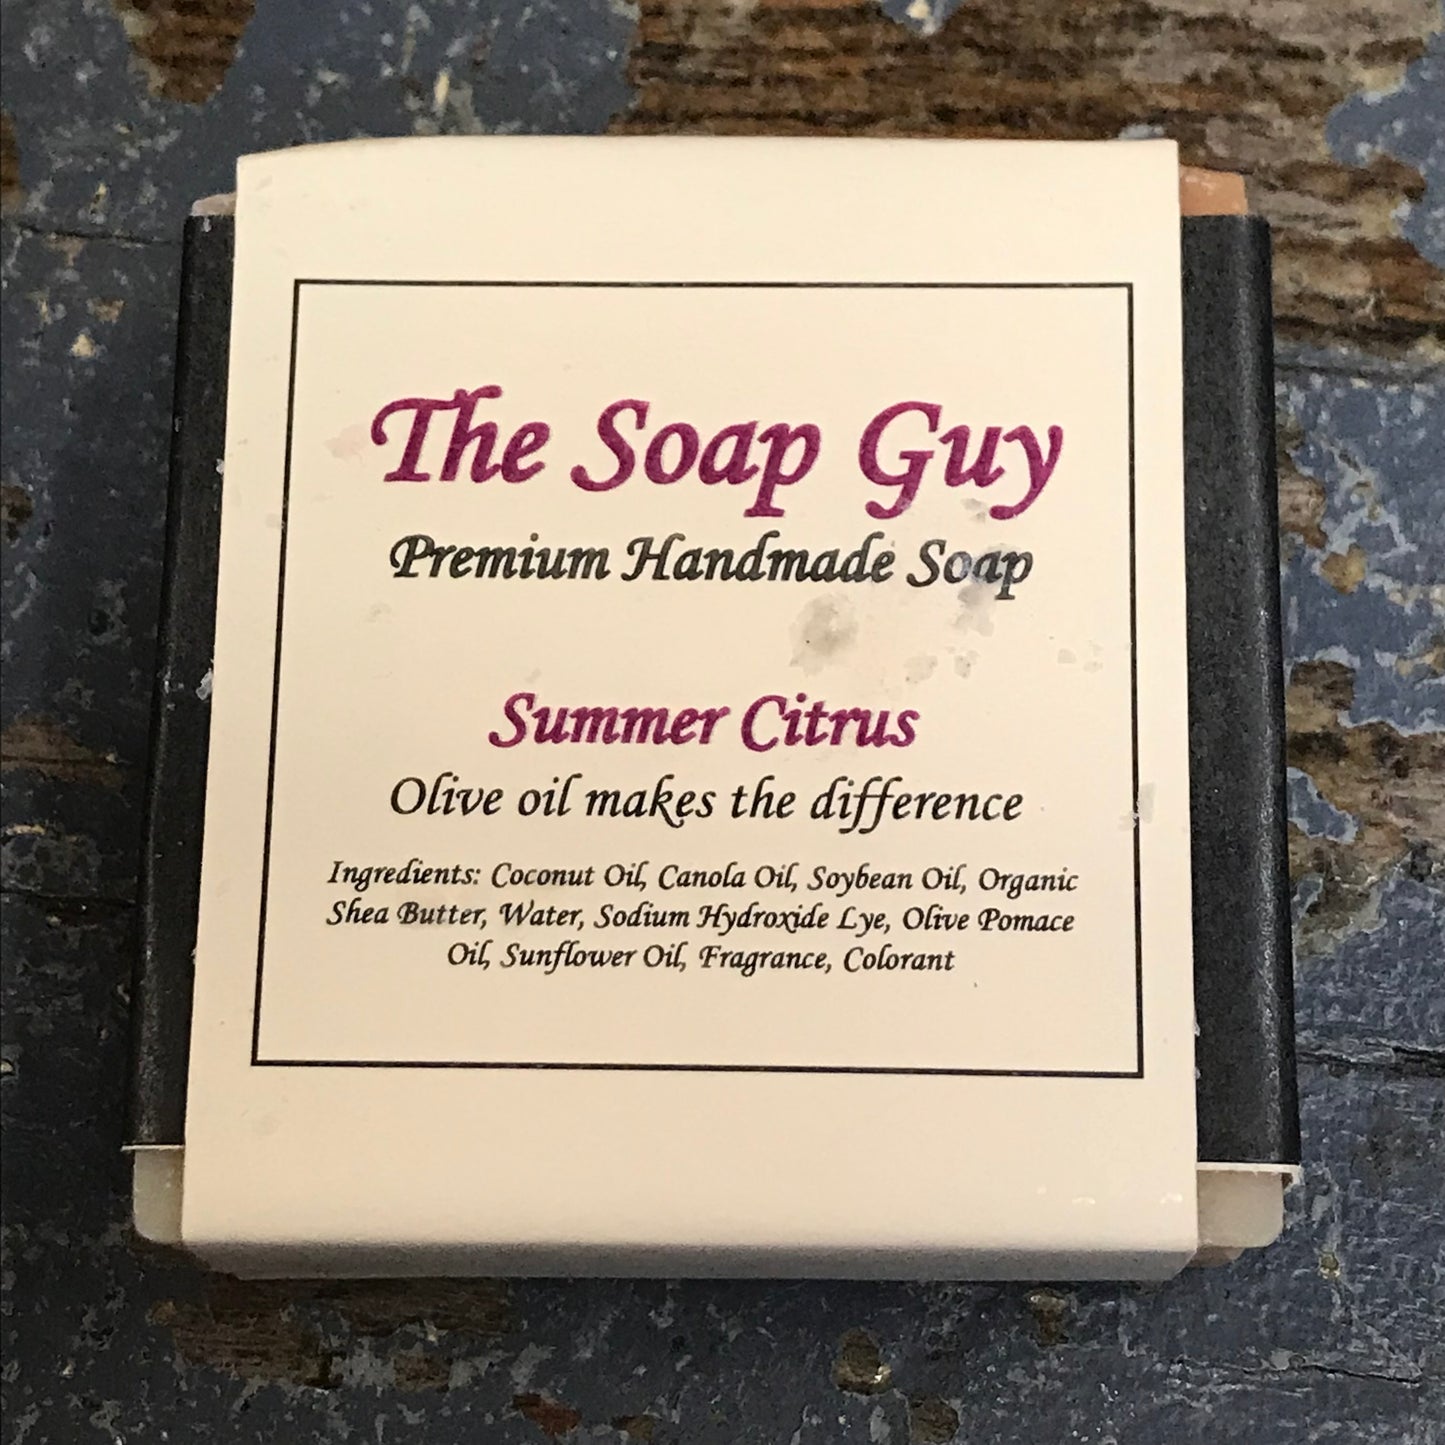 The Soap Guy
Premium Handmade Soap
Summer Citrus
Olive oil makes the difference
Ingredients: Coconut Oil, Canola Oil, Soybean Oil, Organic
Shea Butter, Water, Sodium Hydroxide Lye, Olive Pomace
Oil, Sunflower Oil, Fragrance, Colorant